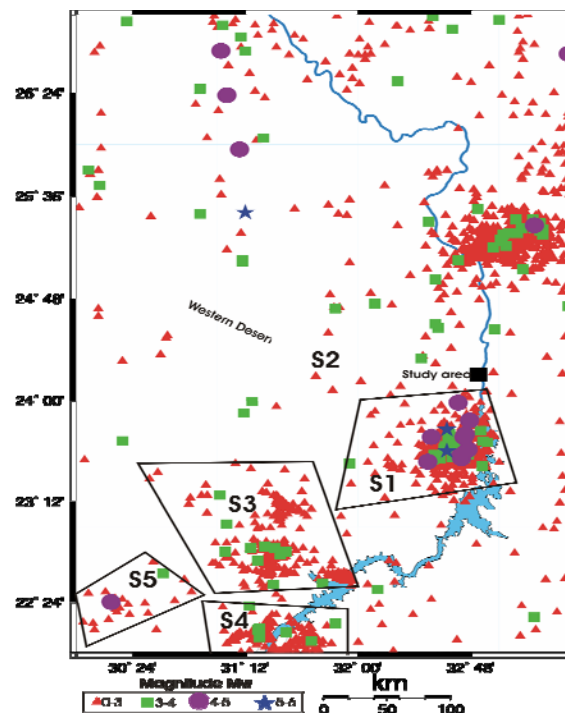 26° 24'
25° 36'
24° 48'
Western Desert
S2
Study area
24° 00
S1
23° 12
S3
S5
22° 24'
S4
30° 24'
31° 12
32° 00
32° 48
Magnitude Mw
0-3
3-4
4-5
5-6
km
0
50
100